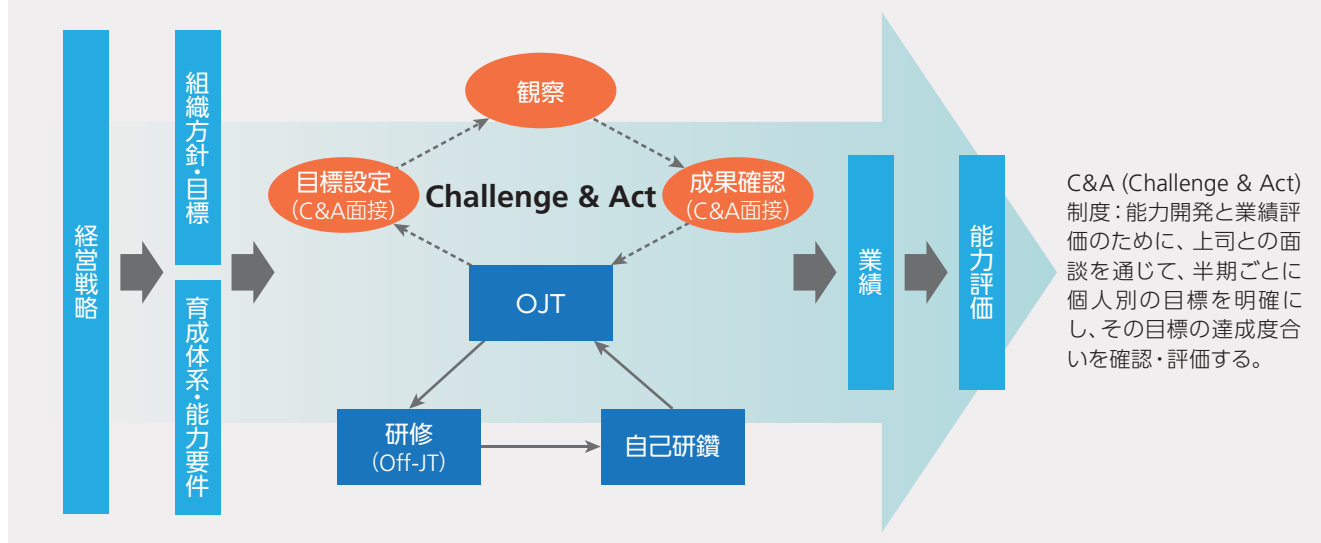 経営戦略
組織方針・目標
育成体系・能力要件
観察
目標設定
(C&A面接)
Challenge & Act
成果確認
(C&A面接)
OJT
研修
(Off-JT)
自己研鑽
業績
能力評価
C&A (Challenge & Act)
制度：能力開発と業績評
価のために、上司との面
談を通じて、半期ごとに
個人別の目標を明確に
し、その目標の達成度合
いを確認・評価する。